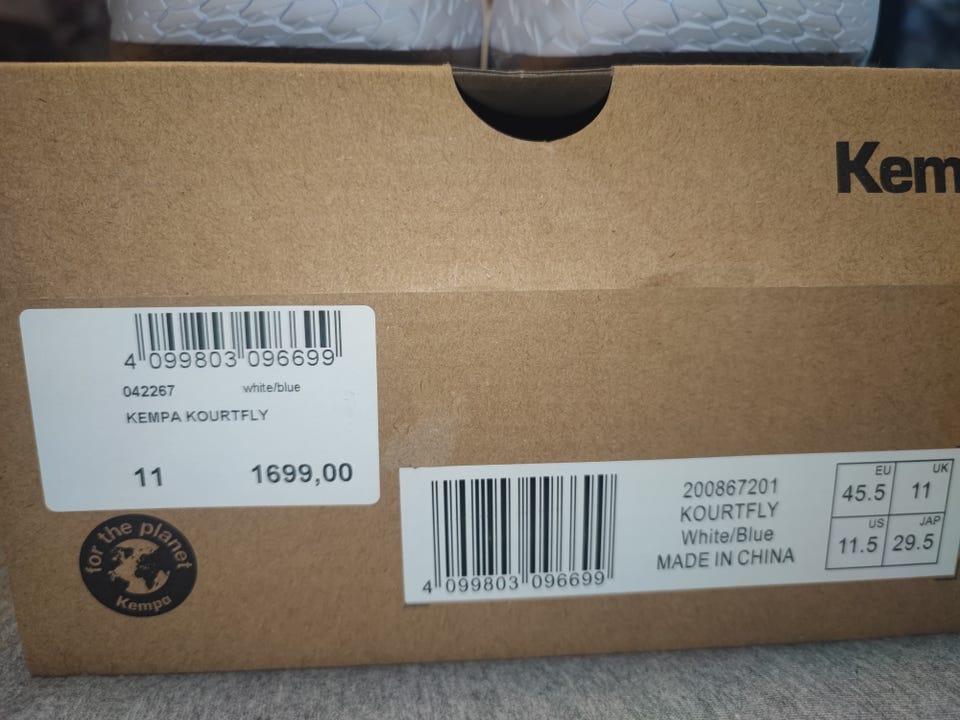 Kem
4 099803 096699
042267 white/blue
KEMPA KOURTFLY
11 1699,00
for the planet
Kempa
4 099803 096699
200867201
KOURTFLY
White/Blue
MADE IN CHINA
EU 45.5 UK 11
US 11.5 JAP 29.5